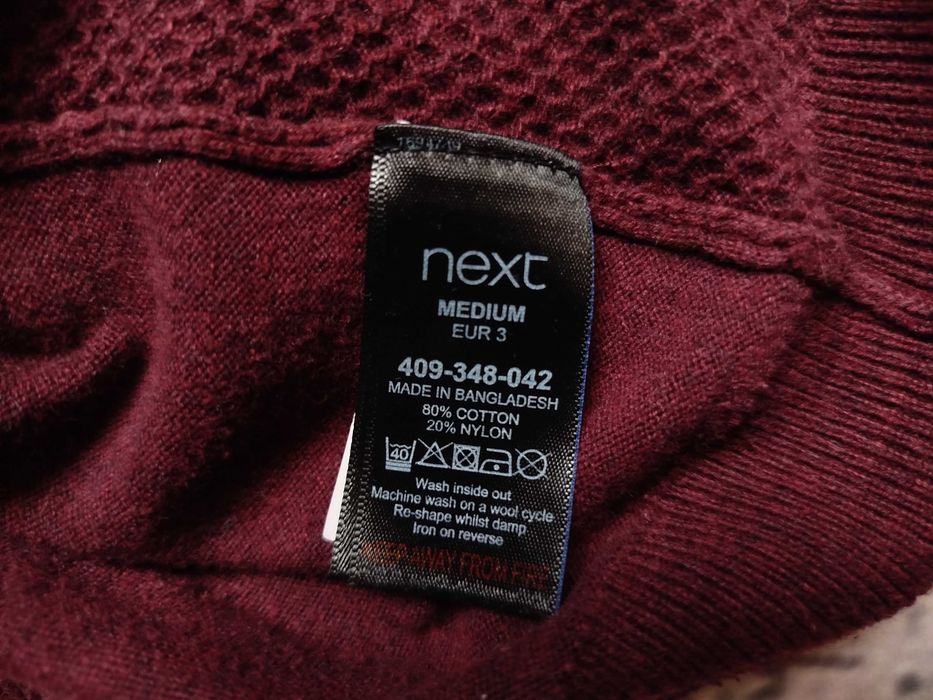 next
MEDIUM
EUR 3
409-348-042
MADE IN BANGLADESH
80% COTTON
20% NYLON
40
Wash inside out
Machine wash on a wool cycle
Re-shape whilst damp
Iron on reverse
KEEP AWAY FROM FIRE